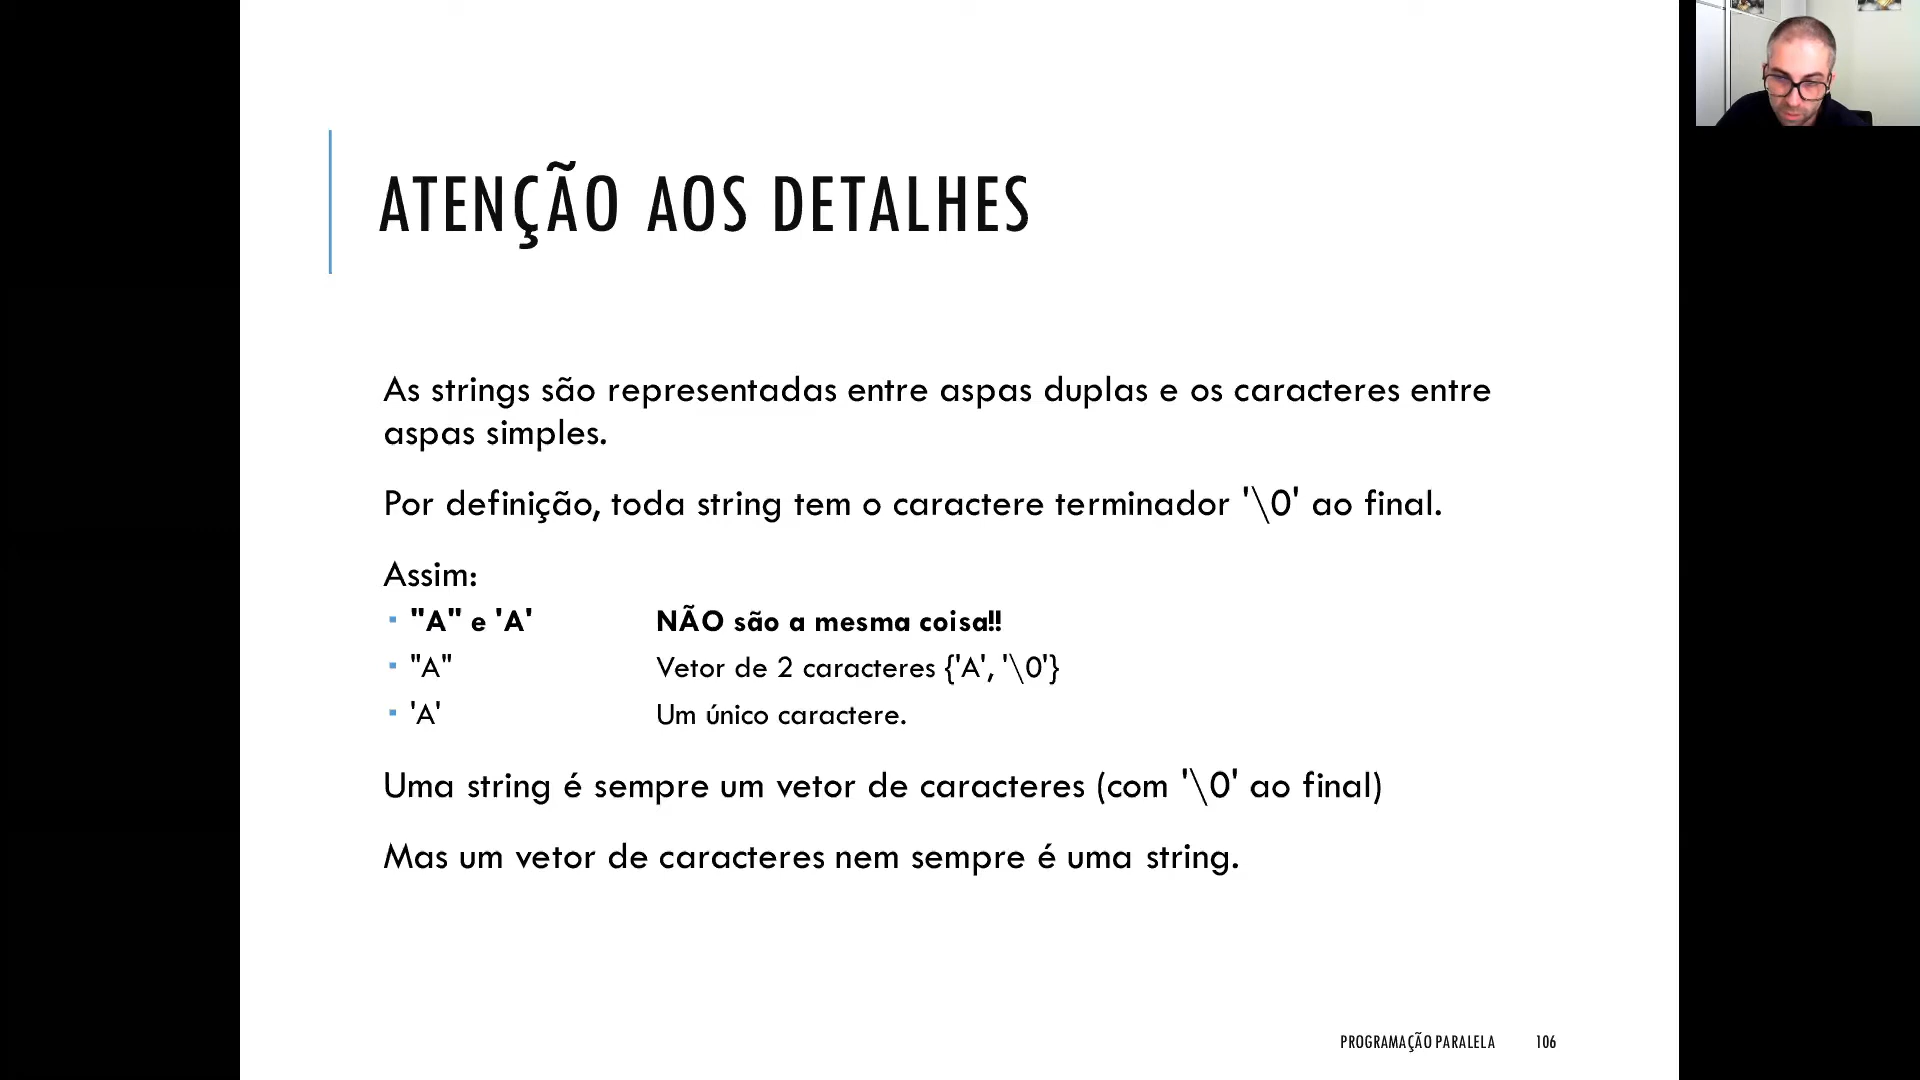 ATENÇÃO AOS DETALHES
As strings são representadas entre aspas duplas e os caracteres entre
aspas simples.
Por definição, toda string tem o caractere terminador '\0' ao final.
Assim:
"A" e 'A' NÃO são a mesma coisa!!
"A" Vetor de 2 caracteres {'A', '\0'}
'A' Um único caractere.
Uma string é sempre um vetor de caracteres (com '\0' ao final)
Mas um vetor de caracteres nem sempre é uma string.
PROGRAMAÇÃO PARALELA 106